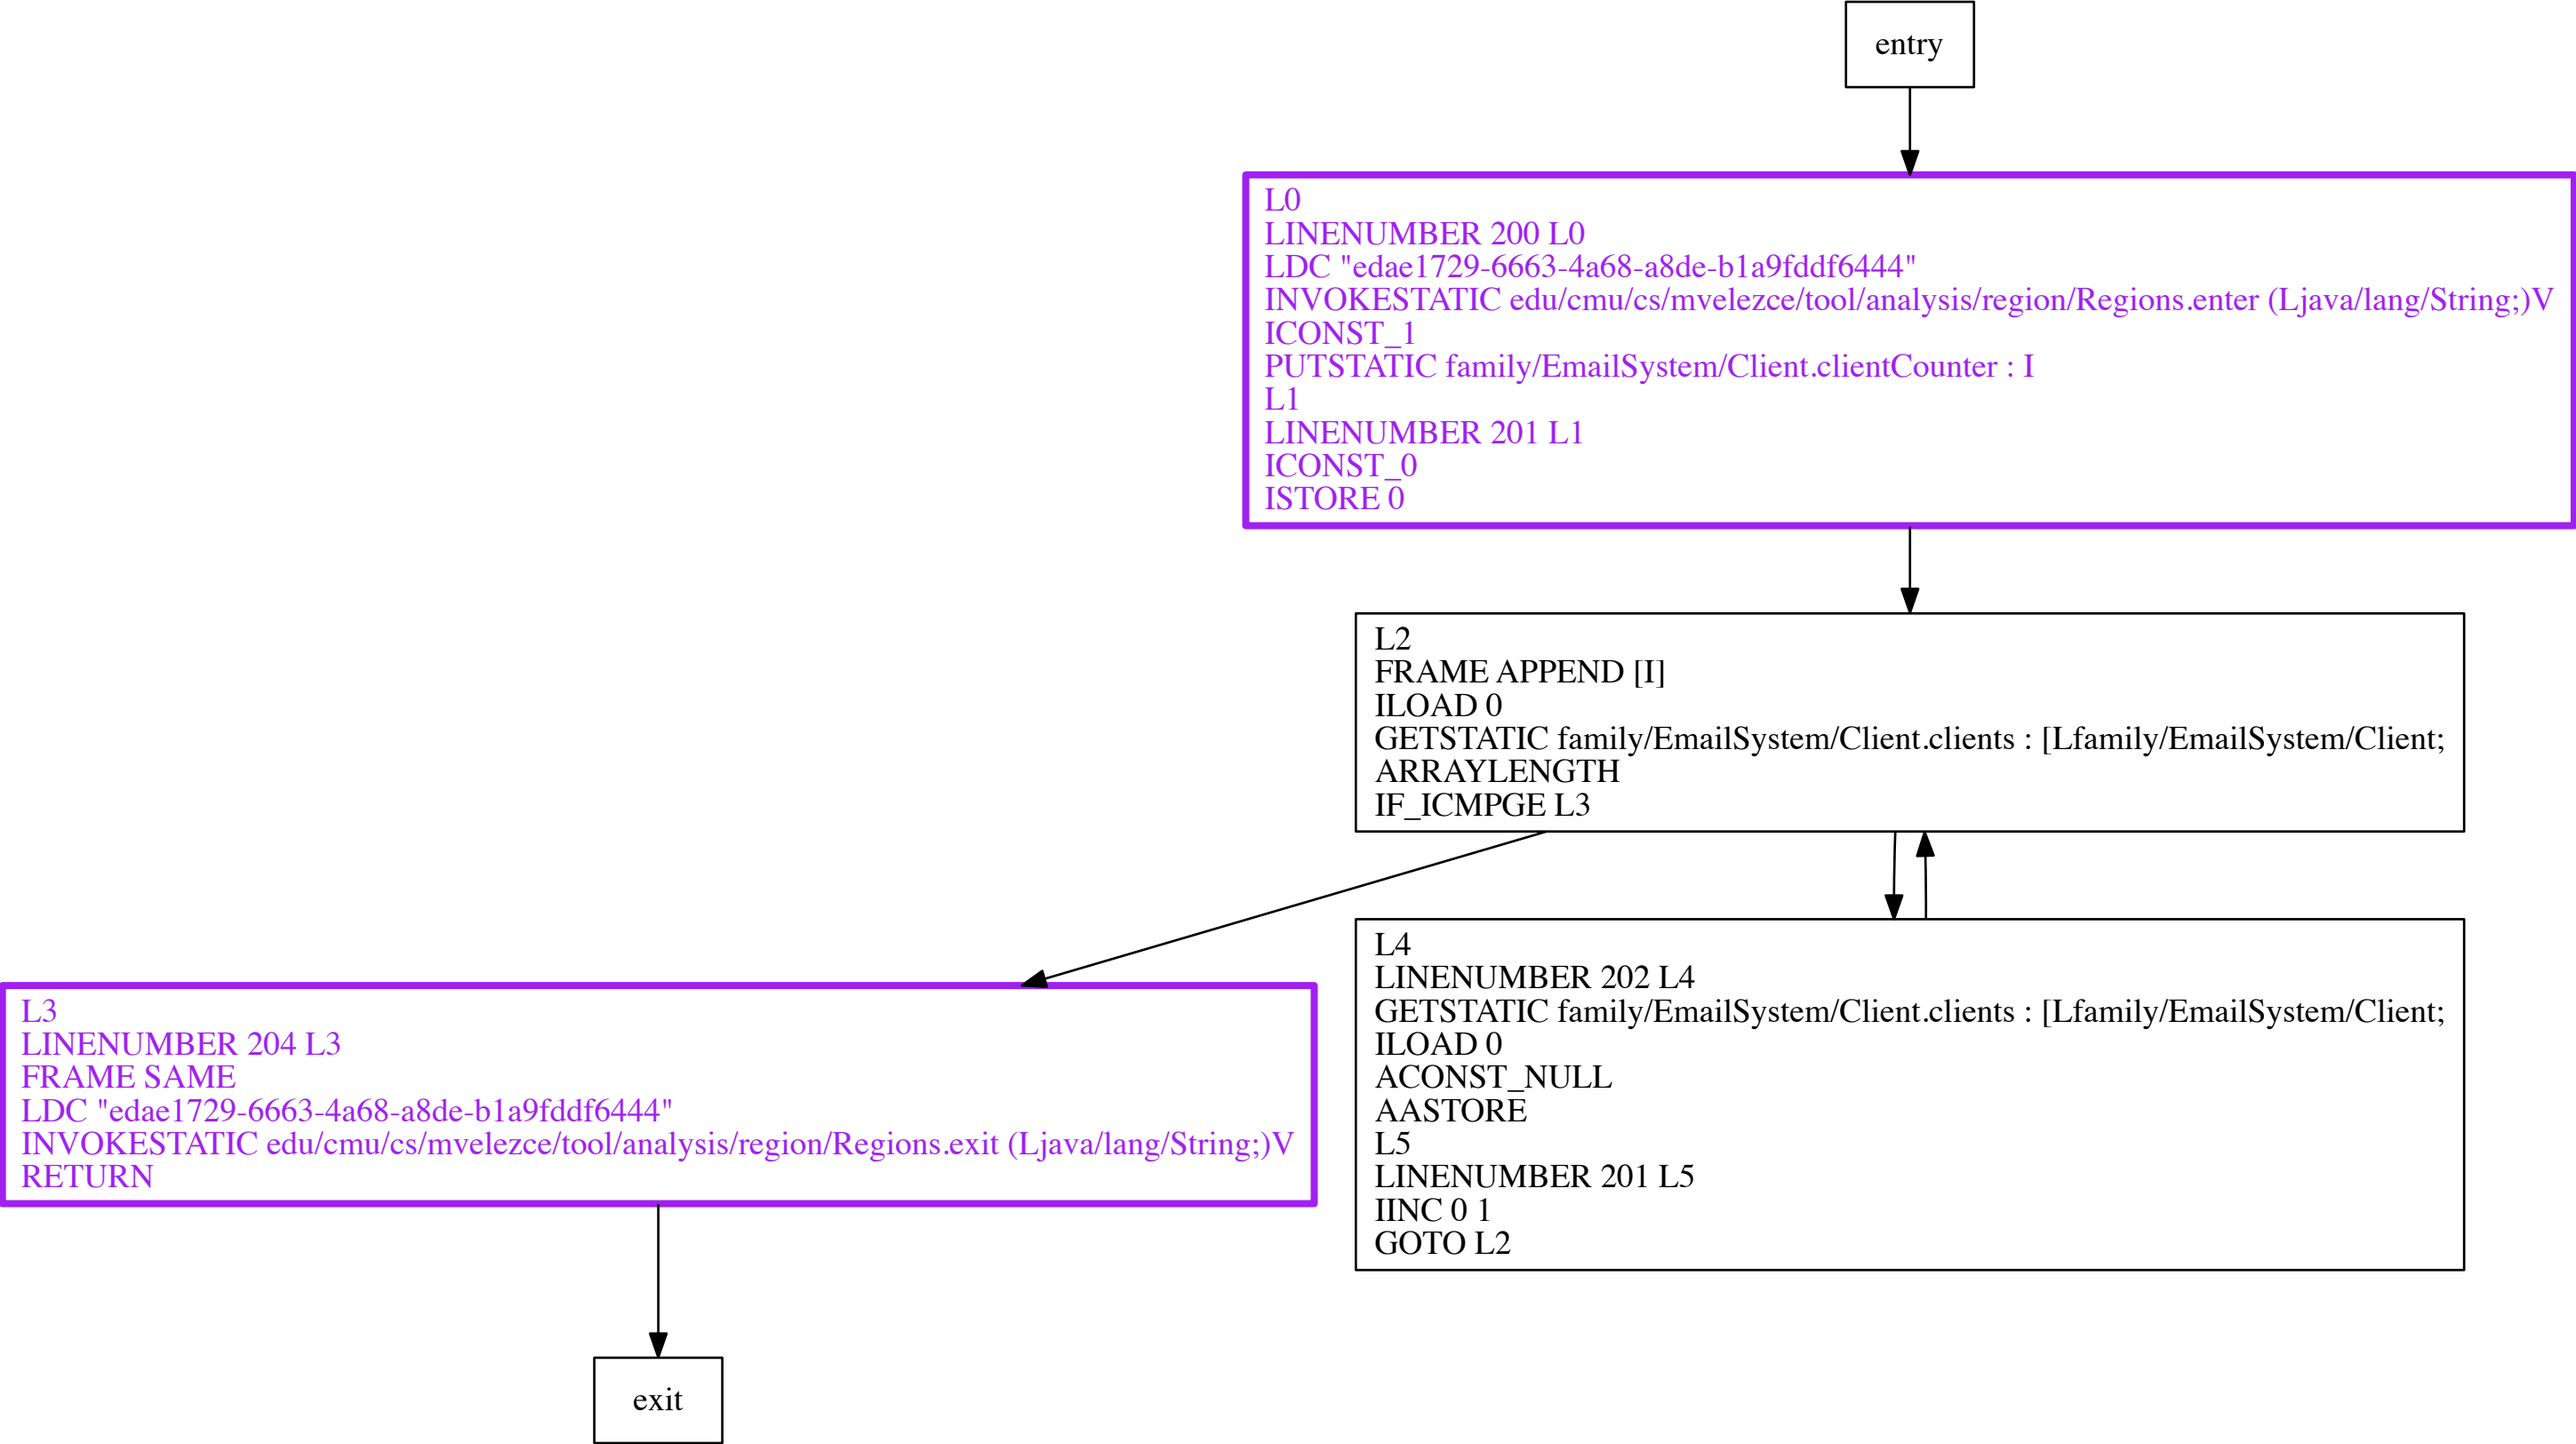 entry
L0
LINENUMBER 200 L0
LDC "edae1729-6663-4a68-a8de-b1a9fddf6444"
INVOKESTATIC edu/cmu/cs/mvelezce/tool/analysis/region/Regions.enter (Ljava/lang/String;)V
ICONST_1
PUTSTATIC family/EmailSystem/Client.clientCounter : I
L1
LINENUMBER 201 L1
ICONST_0
ISTORE 0
L2
FRAME APPEND [I]
ILOAD 0
GETSTATIC family/EmailSystem/Client.clients : [Lfamily/EmailSystem/Client;
ARRAYLENGTH
IF_ICMPGE L3
L4
LINENUMBER 202 L4
GETSTATIC family/EmailSystem/Client.clients : [Lfamily/EmailSystem/Client;
ILOAD 0
ACONST_NULL
AASTORE
L5
LINENUMBER 201 L5
IINC 0 1
GOTO L2
L3
LINENUMBER 204 L3
FRAME SAME
LDC "edae1729-6663-4a68-a8de-b1a9fddf6444"
INVOKESTATIC edu/cmu/cs/mvelezce/tool/analysis/region/Regions.exit (Ljava/lang/String;)V
RETURN
exit